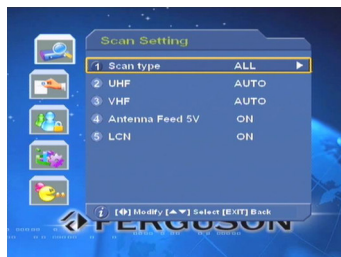 Scan Setting
1 Scan type ALL
2 UHF AUTO
3 VHF AUTO
4 Antenna Feed 5V ON
5 LCN ON
i [◀▶] Modify [▲▼] Select [EXIT] Back
FERGUSON